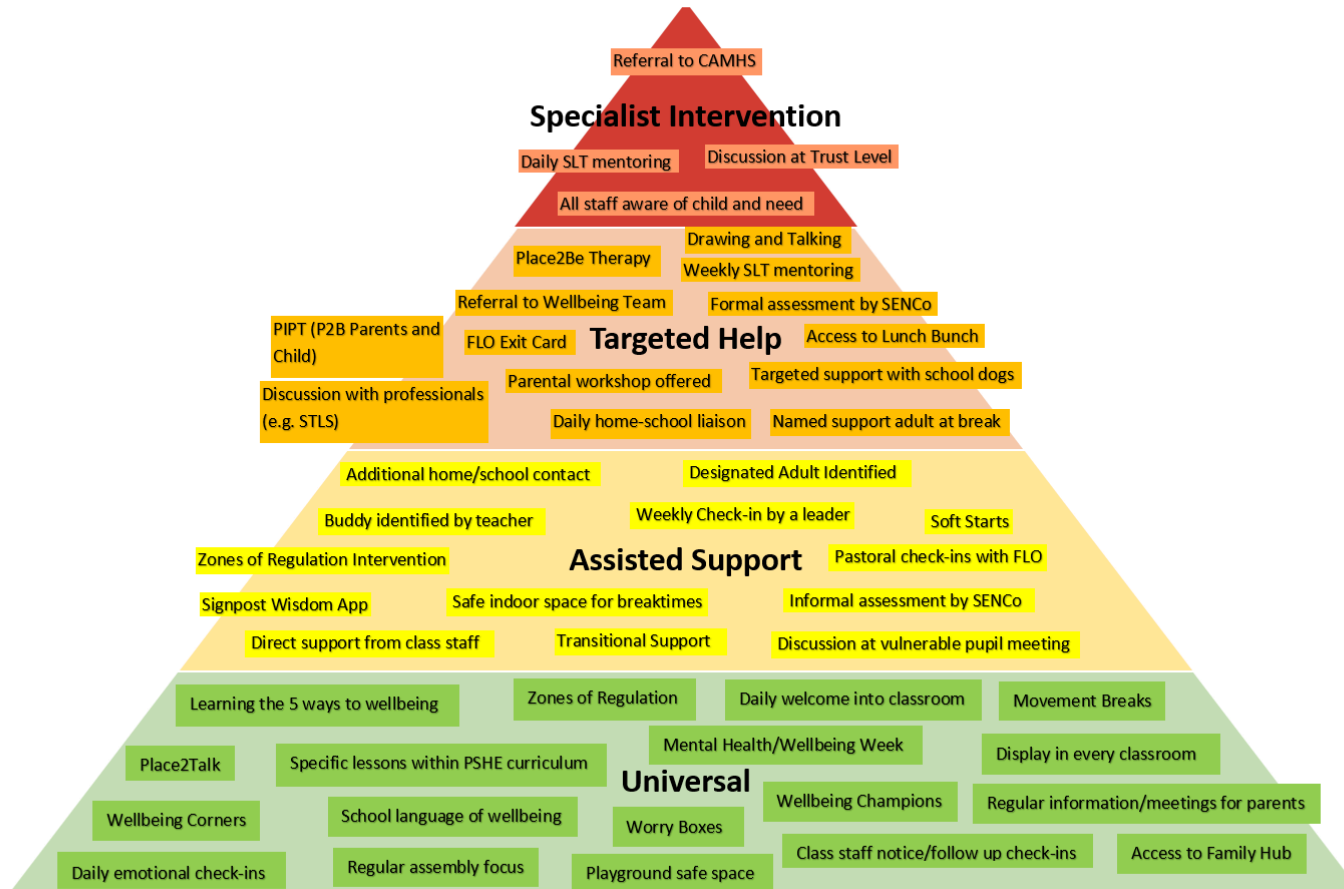 Referral to CAMHS
Specialist Intervention
Daily SLT mentoring
Discussion at Trust Level
All staff aware of child and need
Drawing and Talking
Place2Be Therapy
Weekly SLT mentoring
Referral to Wellbeing Team
Formal assessment by SENCo
PIPT (P2B Parents and
Child)
FLO Exit Card
Targeted Help
Access to Lunch Bunch
Parental workshop offered
Targeted support with school dogs
Discussion with professionals
(e.g. STLS)
Daily home-school liaison
Named support adult at break
Additional home/school contact
Designated Adult Identified
Buddy identified by teacher
Weekly Check-in by a leader
Soft Starts
Zones of Regulation Intervention
Assisted Support
Pastoral check-ins with FLO
Signpost Wisdom App
Safe indoor space for breaktimes
Informal assessment by SENCo
Direct support from class staff
Transitional Support
Discussion at vulnerable pupil meeting
Learning the 5 ways to wellbeing
Zones of Regulation
Daily welcome into classroom
Movement Breaks
Mental Health/Wellbeing Week
Display in every classroom
Place2Talk
Specific lessons within PSHE curriculum
Universal
Wellbeing Champions
Regular information/meetings for parents
Wellbeing Corners
School language of wellbeing
Worry Boxes
Class staff notice/follow up check-ins
Access to Family Hub
Daily emotional check-ins
Regular assembly focus
Playground safe space